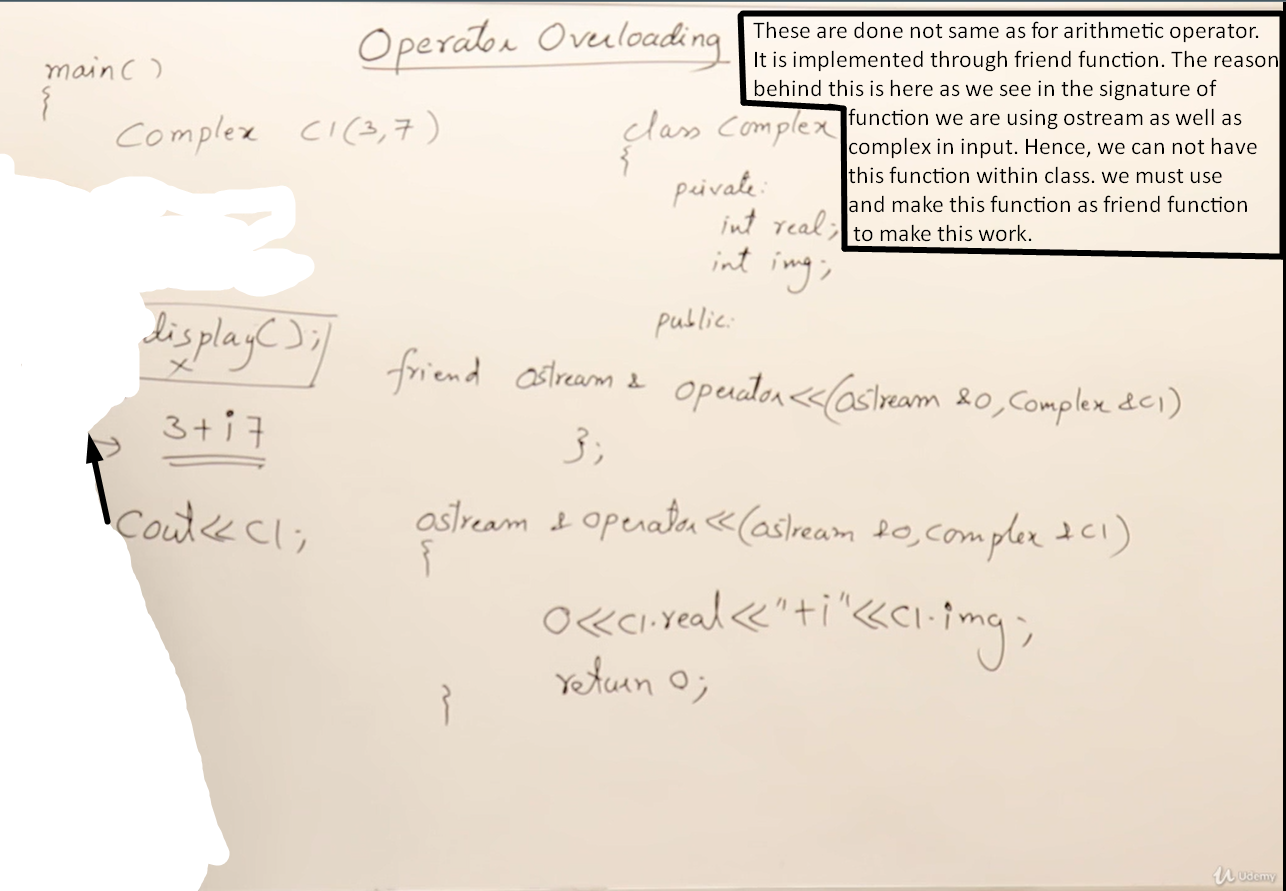 Operator Overloading
These are done not same as for arithmetic operator.
It is implemented through friend function. The reason
behind this is here as we see in the signature of
function we are using ostream as well as
complex in input. Hence, we can not have
this function within class. we must use
and make this function as friend function
to make this work.
main()
{
Complex C1(3,7)
display();
x
3+i7
Cout<<C1;
class Complex
{
private:
int real;
int img;
public:
friend Ostream & operator<<(Ostream &O, Complex &C1)
};
ostream & operator<<(ostream &o, complex &C1)
{
O<<C1.real<<"+i"<<C1.img;
return O;
}
Udemy